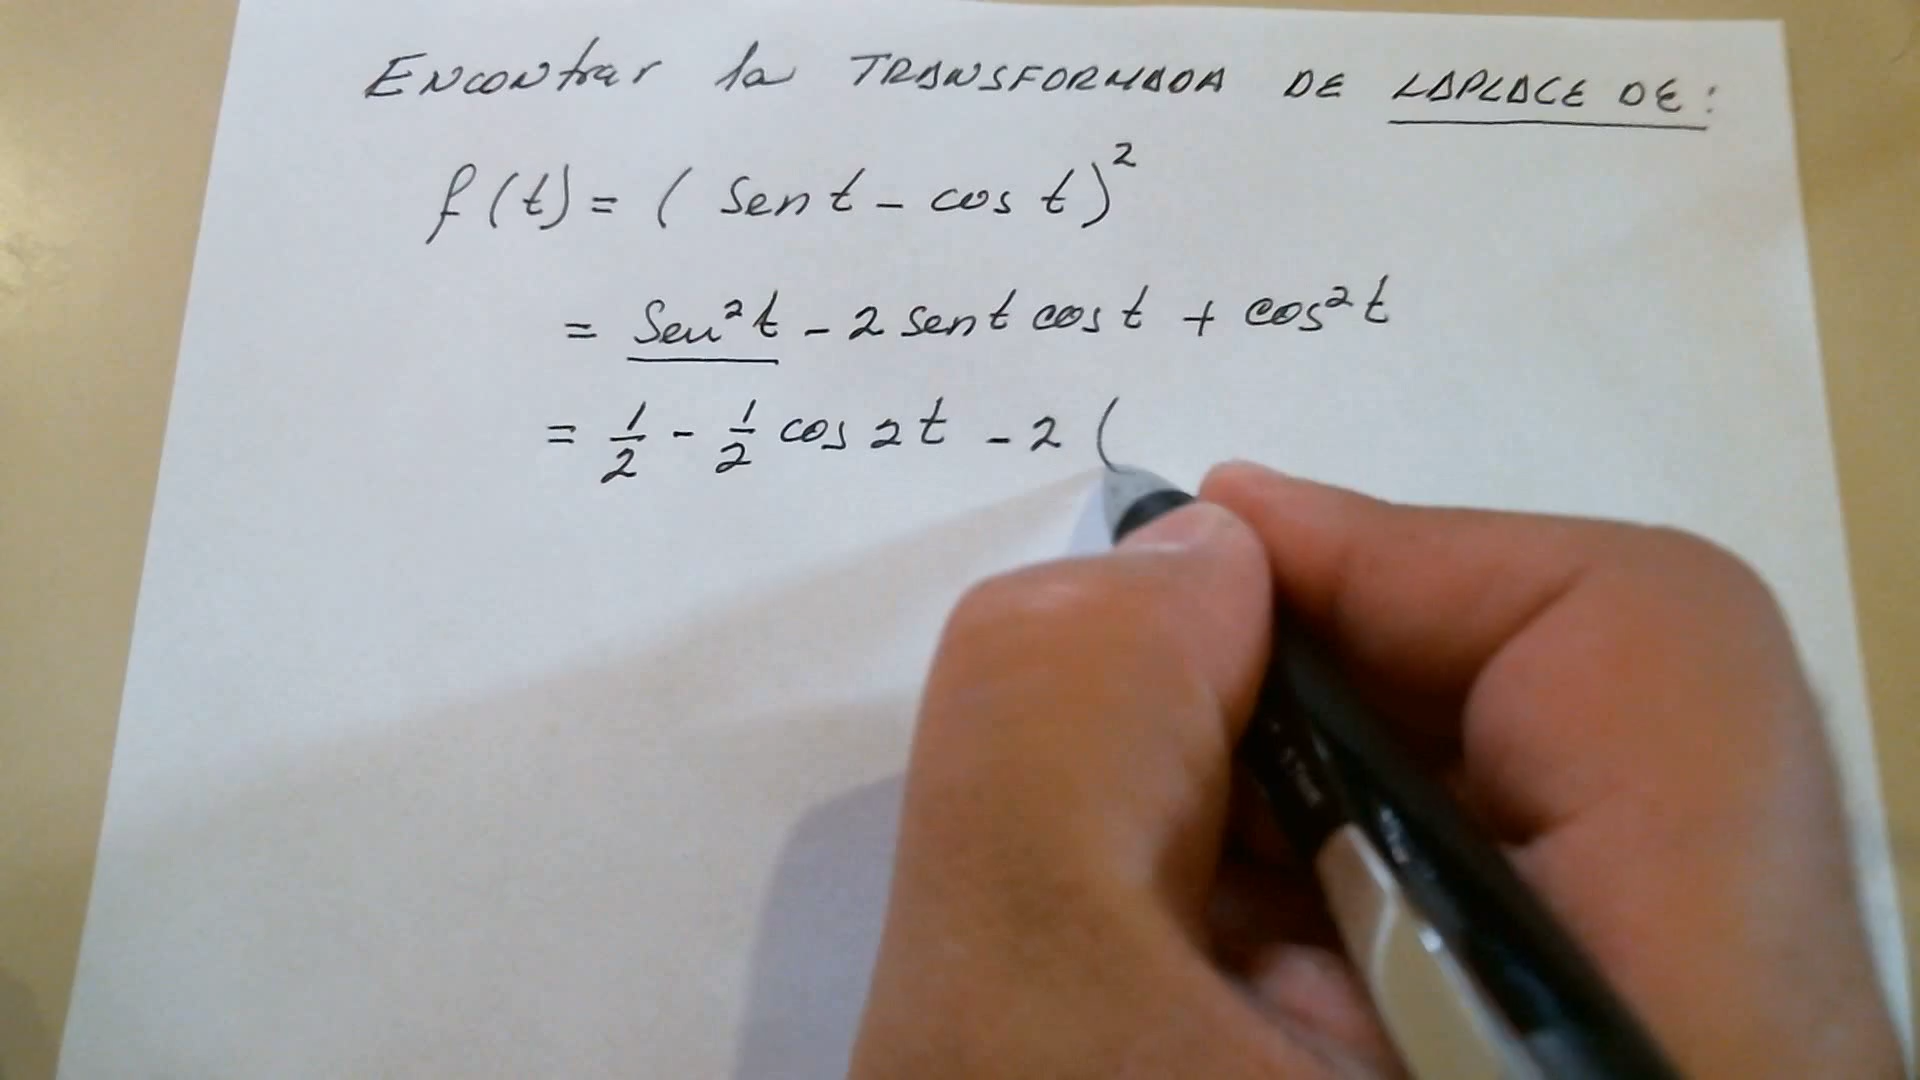 Encontrar la TRANSFORMADA DE LAPLACE DE:
f(t) = ( sent - cos t)²
= Sen²t - 2 sent cos t + cos²t
= 1/2 - 1/2 cos 2t - 2 (